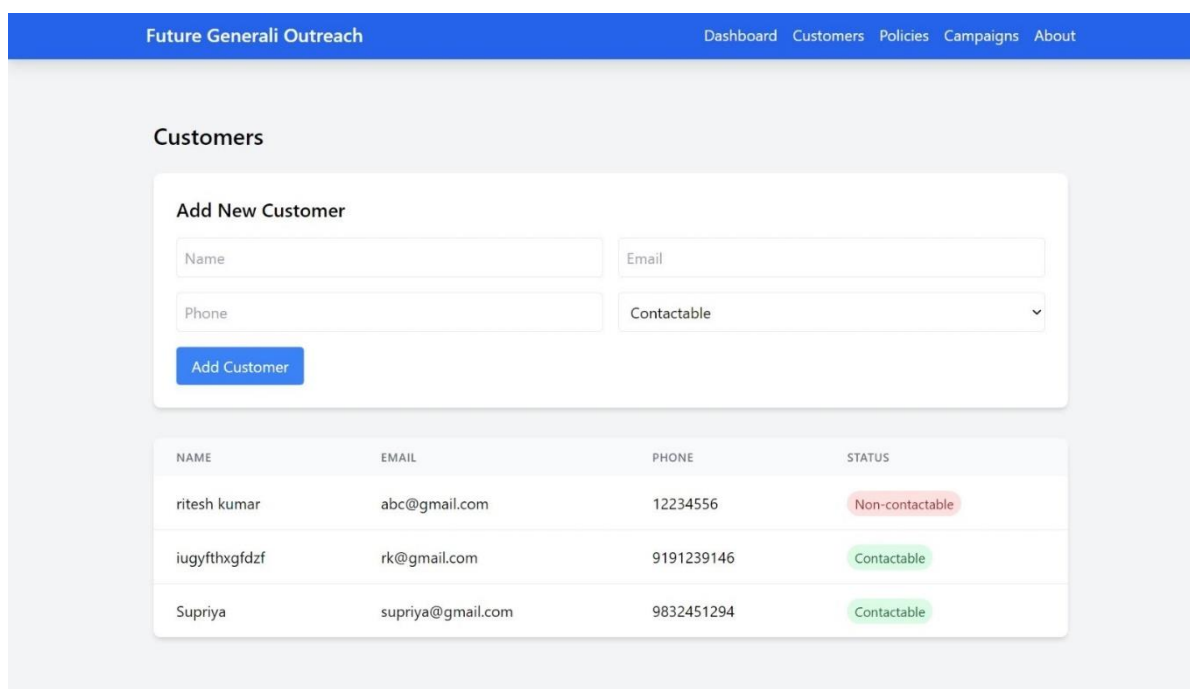 Future Generali Outreach Dashboard Customers Policies Campaigns About
Customers
Add New Customer
Name Email
Phone Contactable
Add Customer
NAME EMAIL PHONE STATUS
ritesh kumar abc@gmail.com 12234556 Non-contactable
iugyfthxgfdzf rk@gmail.com 9191239146 Contactable
Supriya supriya@gmail.com 9832451294 Contactable